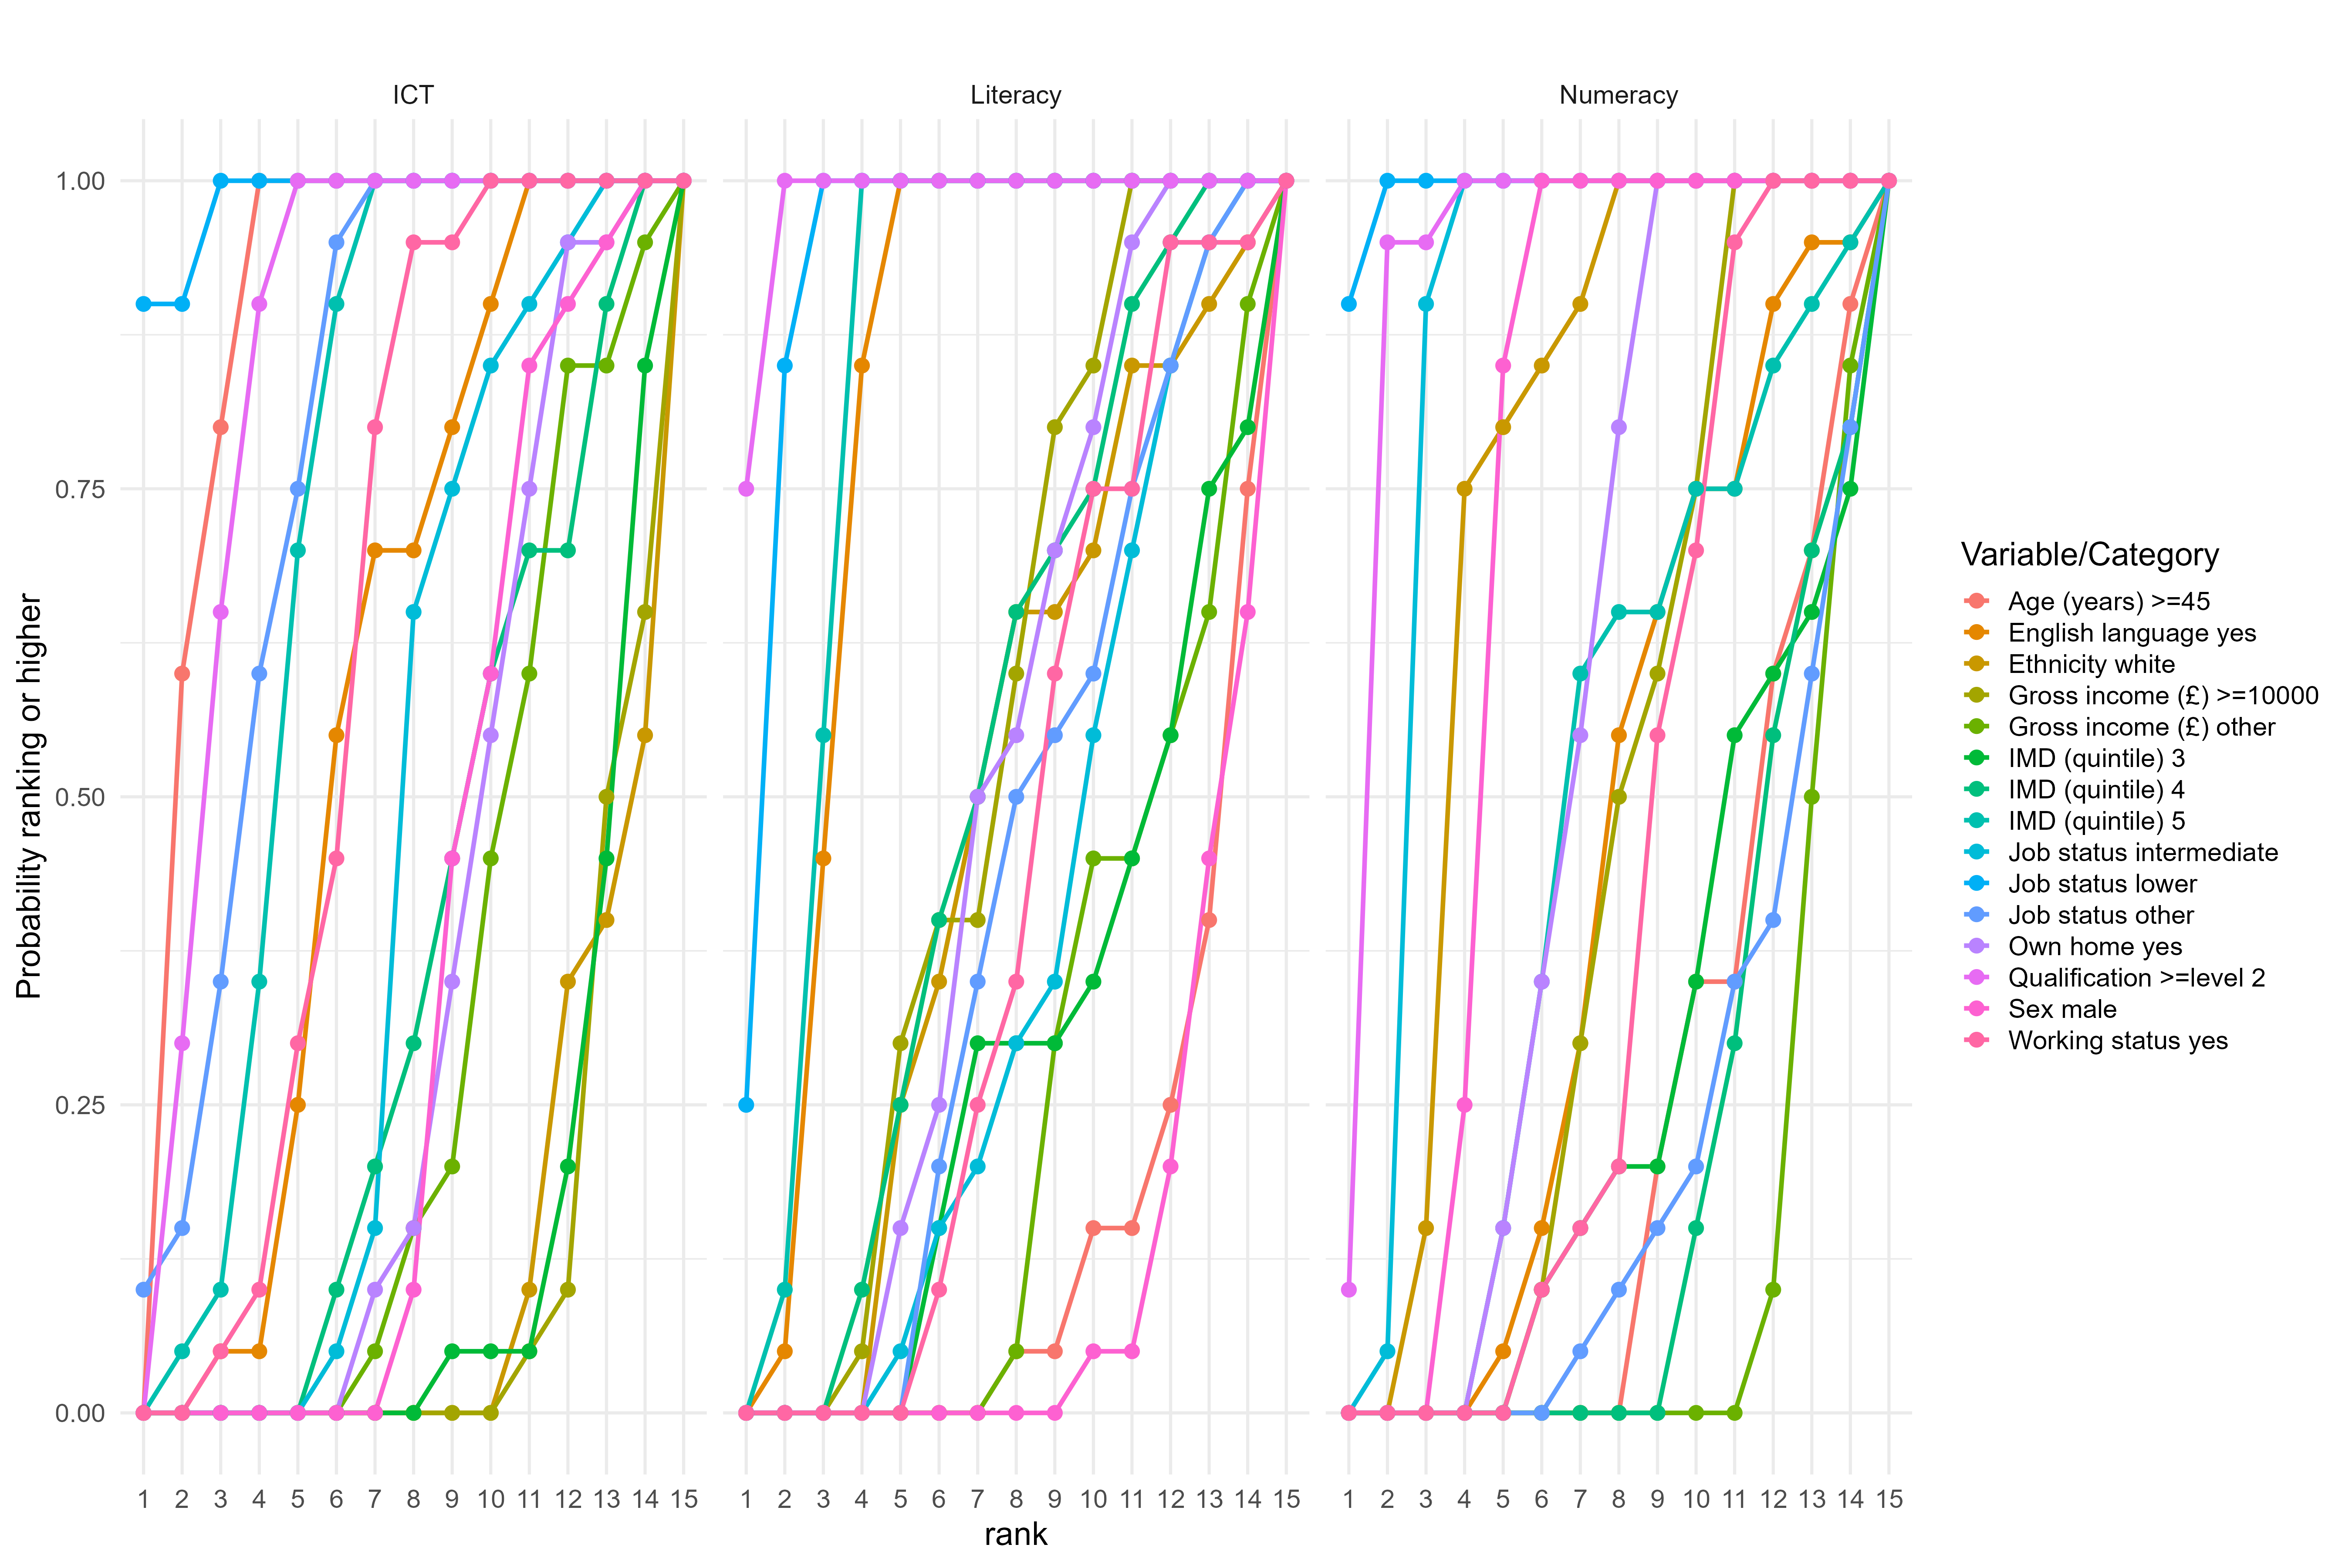 ICT Literacy Numeracy
1.00
0.75
0.50
0.25
0.00
Probability ranking or higher
1 2 3 4 5 6 7 8 9 10 11 12 13 14 15 1 2 3 4 5 6 7 8 9 10 11 12 13 14 15 1 2 3 4 5 6 7 8 9 10 11 12 13 14 15
rank
Variable/Category
Age (years) >=45
English language yes
Ethnicity white
Gross income (£) >=10000
Gross income (£) other
IMD (quintile) 3
IMD (quintile) 4
IMD (quintile) 5
Job status intermediate
Job status lower
Job status other
Own home yes
Qualification >=level 2
Sex male
Working status yes